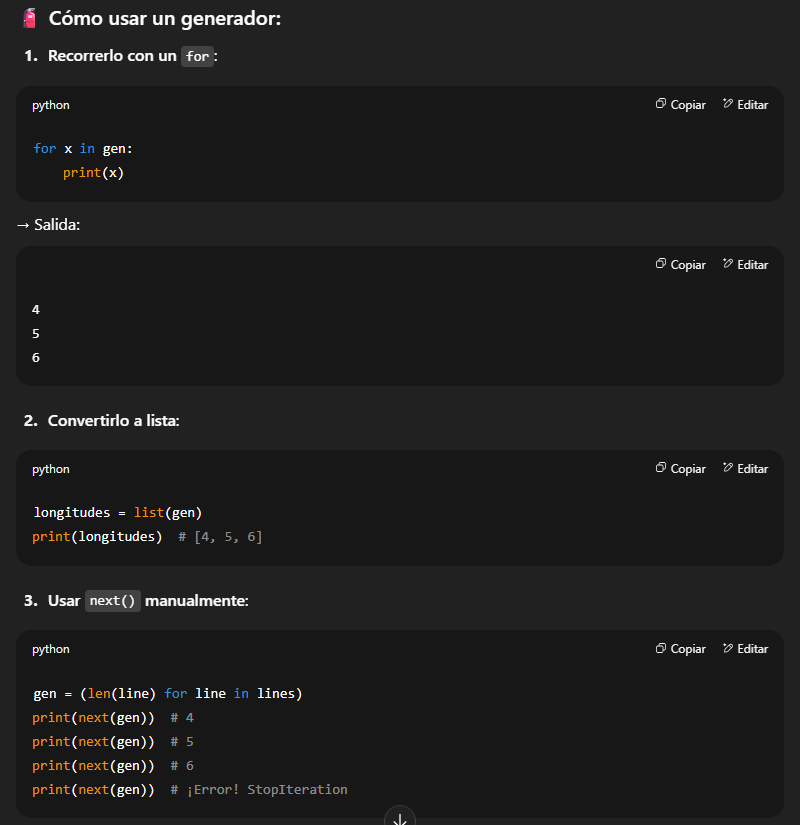 🧯 Cómo usar un generador:
1. Recorrerlo con un for:
python
Copiar Editar
for x in gen:
    print(x)
→ Salida:
Copiar Editar
4
5
6
2. Convertirlo a lista:
python
Copiar Editar
longitudes = list(gen)
print(longitudes)  # [4, 5, 6]
3. Usar next() manualmente:
python
Copiar Editar
gen = (len(line) for line in lines)
print(next(gen))  # 4
print(next(gen))  # 5
print(next(gen))  # 6
print(next(gen))  # ¡Error! StopIteration